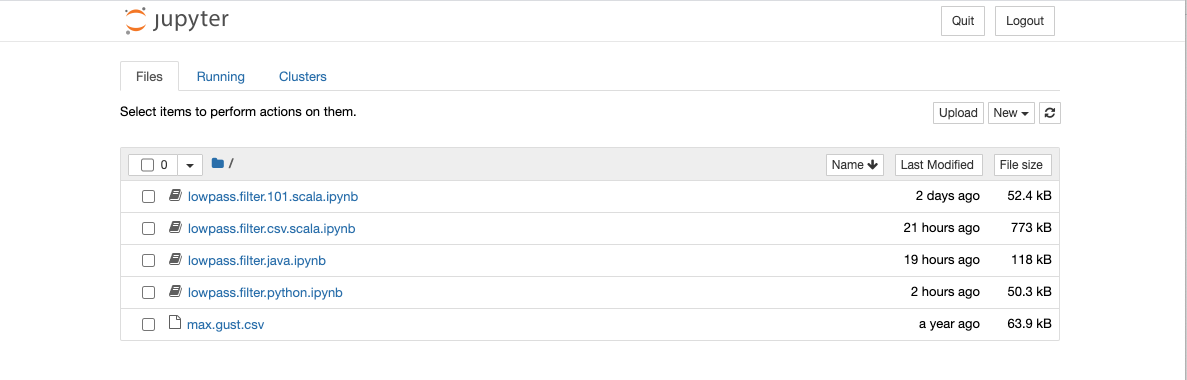 jupyter Quit Logout
Files Running Clusters
Select items to perform actions on them. Upload New
0 / Name Last Modified File size
lowpass.filter.101.scala.ipynb 2 days ago 52.4 kB
lowpass.filter.csv.scala.ipynb 21 hours ago 773 kB
lowpass.filter.java.ipynb 19 hours ago 118 kB
lowpass.filter.python.ipynb 2 hours ago 50.3 kB
max.gust.csv a year ago 63.9 kB